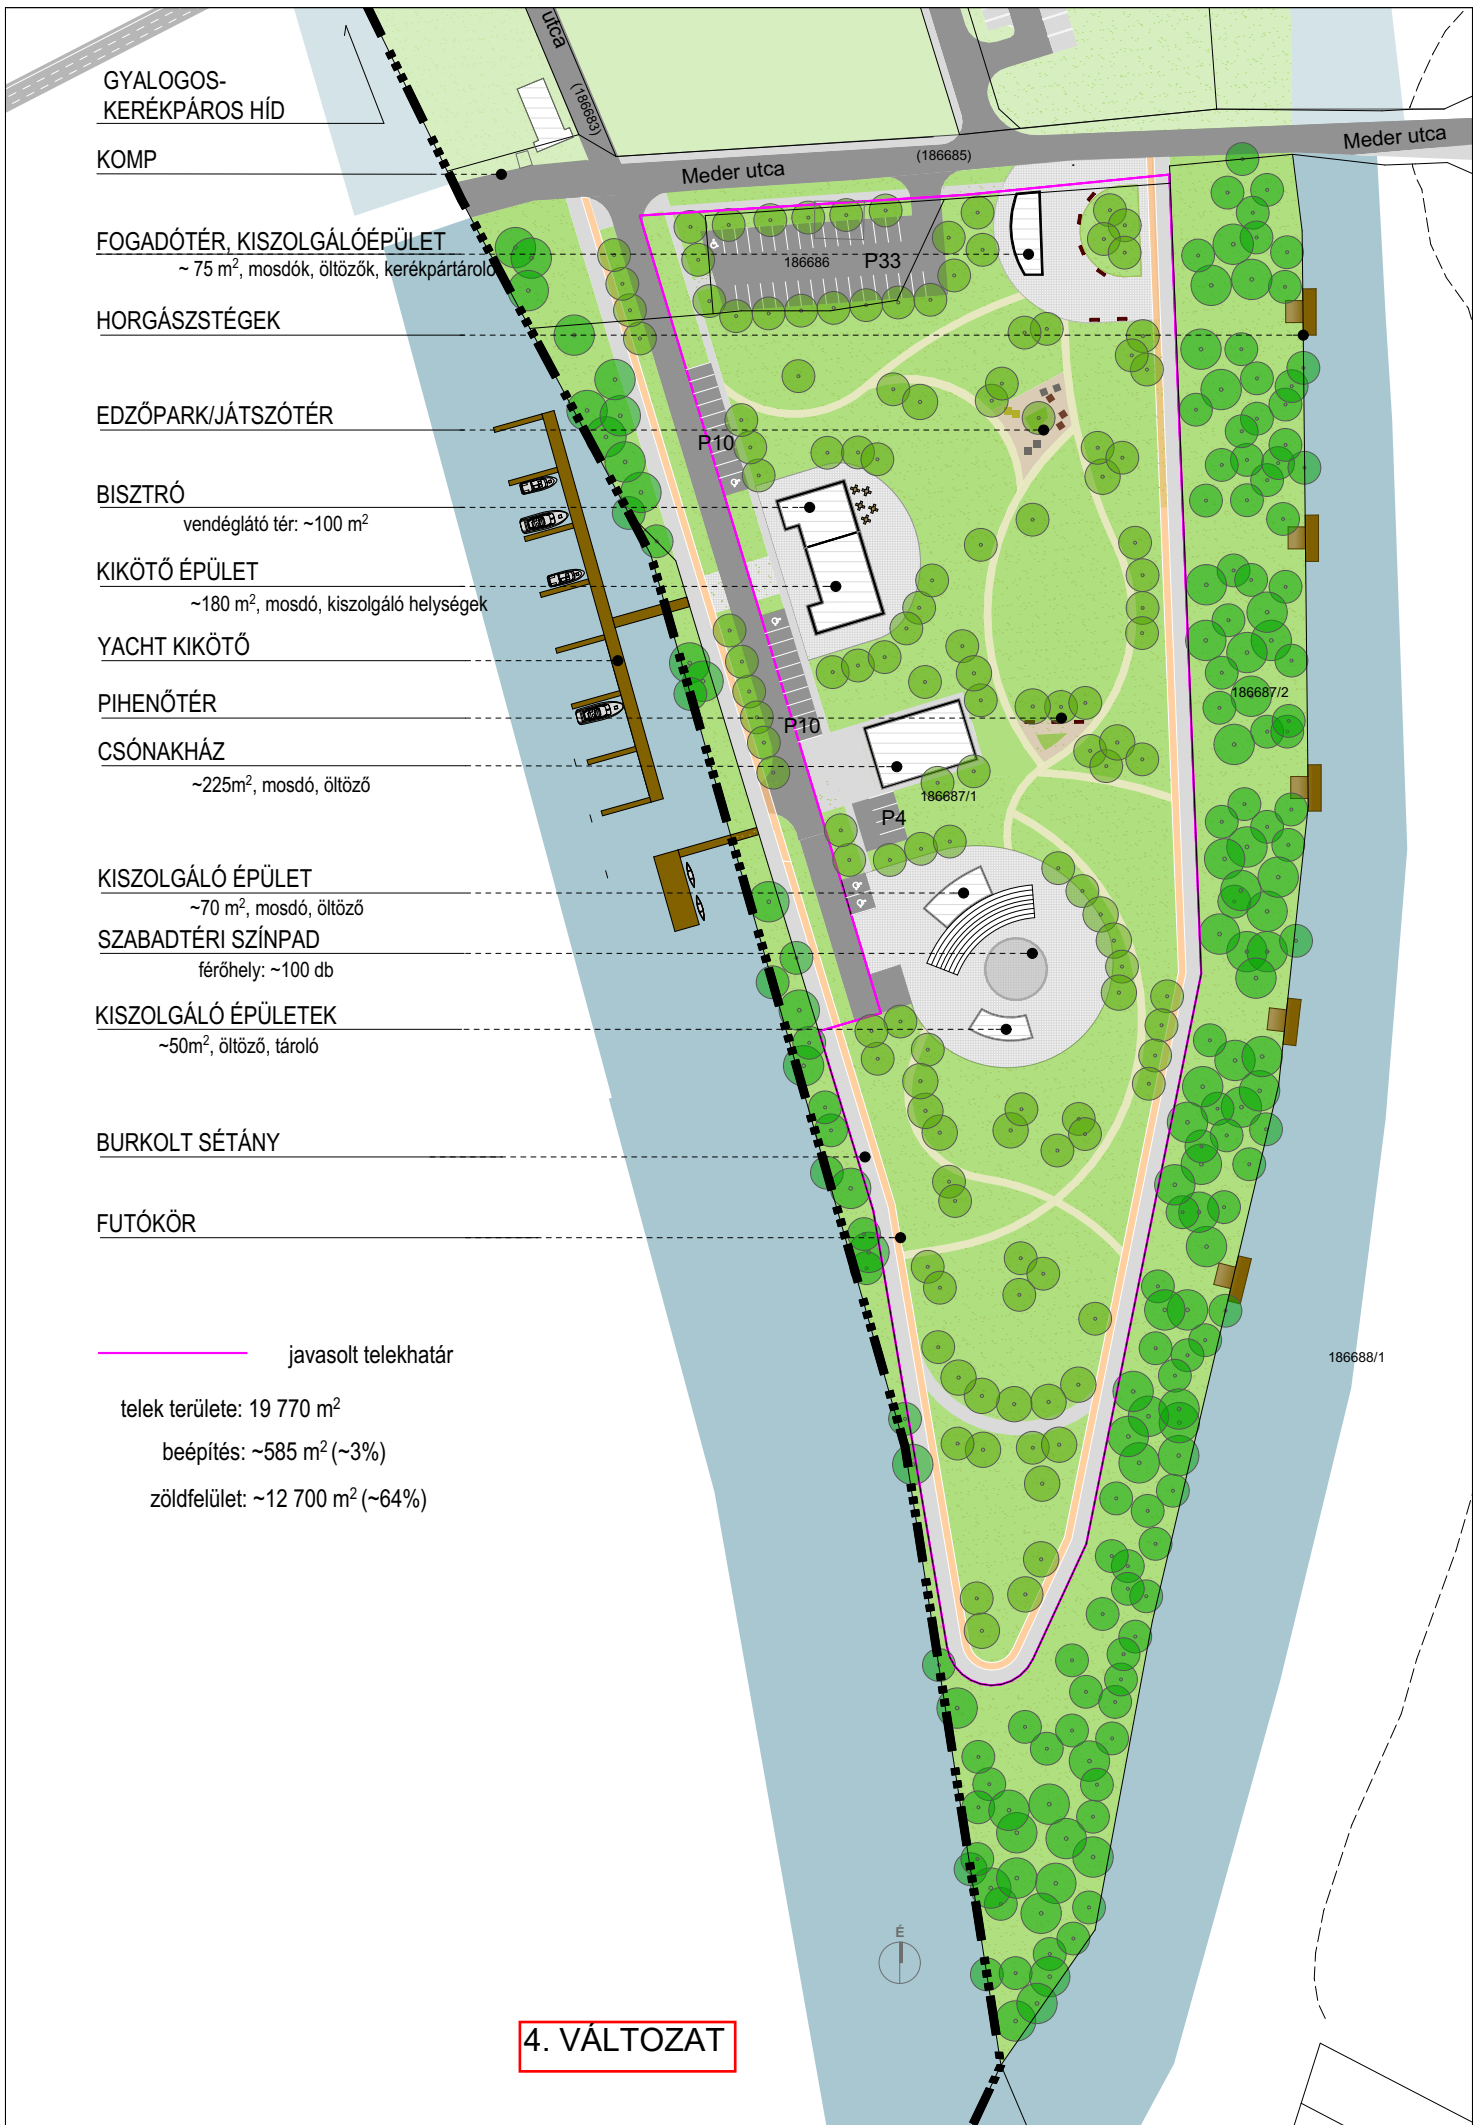 utca
(186683)
GYALOGOS-
KERÉKPÁROS HÍD
KOMP
Meder utca
(186685)
Meder utca
FOGADÓTÉR, KISZOLGÁLÓÉPÜLET
~ 75 m², mosdók, öltözők, kerékpártároló
186686
P33
HORGÁSZSTÉGEK
EDZŐPARK/JÁTSZÓTÉR
P10
BISZTRÓ
vendéglátó tér: ~100 m²
KIKÖTŐ ÉPÜLET
~180 m², mosdó, kiszolgáló helységek
YACHT KIKÖTŐ
186687/2
PIHENŐTÉR
P10
CSÓNAKHÁZ
~225m², mosdó, öltöző
186687/1
P4
KISZOLGÁLÓ ÉPÜLET
~70 m², mosdó, öltöző
SZABADTÉRI SZÍNPAD
férőhely: ~100 db
KISZOLGÁLÓ ÉPÜLETEK
~50m², öltöző, tároló
BURKOLT SÉTÁNY
FUTÓKÖR
javasolt telekhatár
186688/1
telek területe: 19 770 m²
beépítés: ~585 m² (~3%)
zöldfelület: ~12 700 m² (~64%)
É
4. VÁLTOZAT